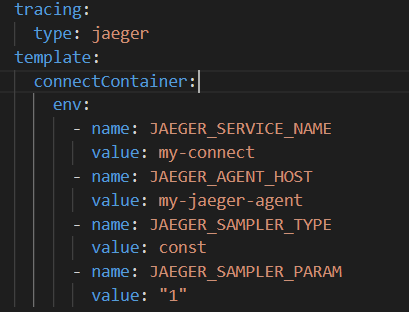 tracing:
  type: jaeger
template:
  connectContainer:
    env:
      - name: JAEGER_SERVICE_NAME
        value: my-connect
      - name: JAEGER_AGENT_HOST
        value: my-jaeger-agent
      - name: JAEGER_SAMPLER_TYPE
        value: const
      - name: JAEGER_SAMPLER_PARAM
        value: "1"